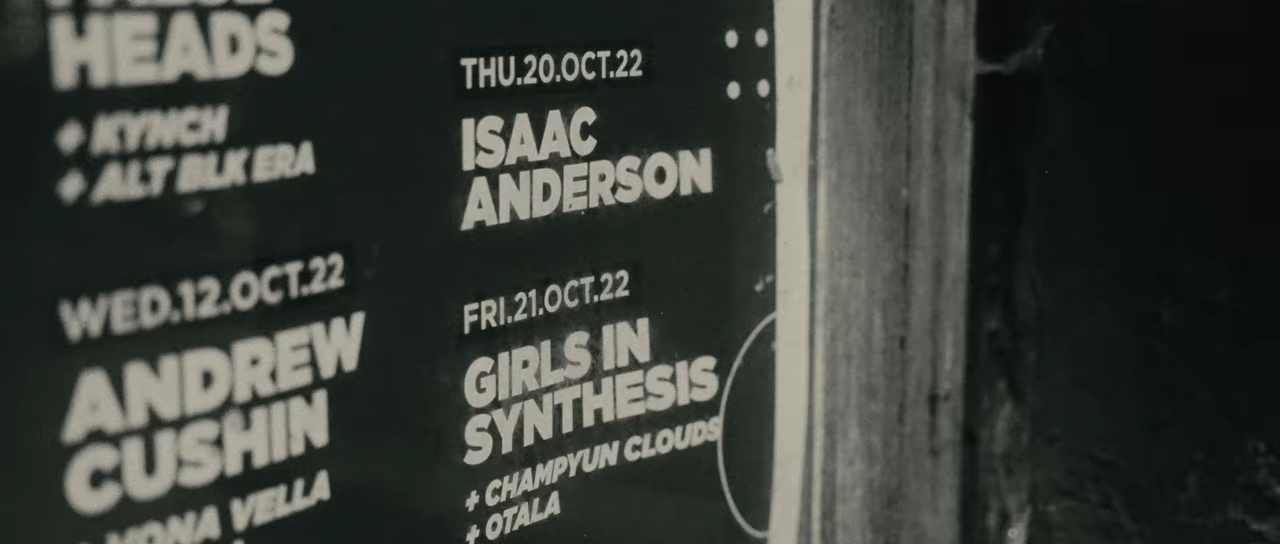 HEADS
+ KYNCH
+ ALT BLK ERA
WED.12.OCT.22
ANDREW
CUSHIN
VELLA
THU.20.OCT.22
ISAAC
ANDERSON
FRI.21.OCT.22
GIRLS IN
SYNTHESIS
+ CHAMPYUN CLOUDS
+ OTALA